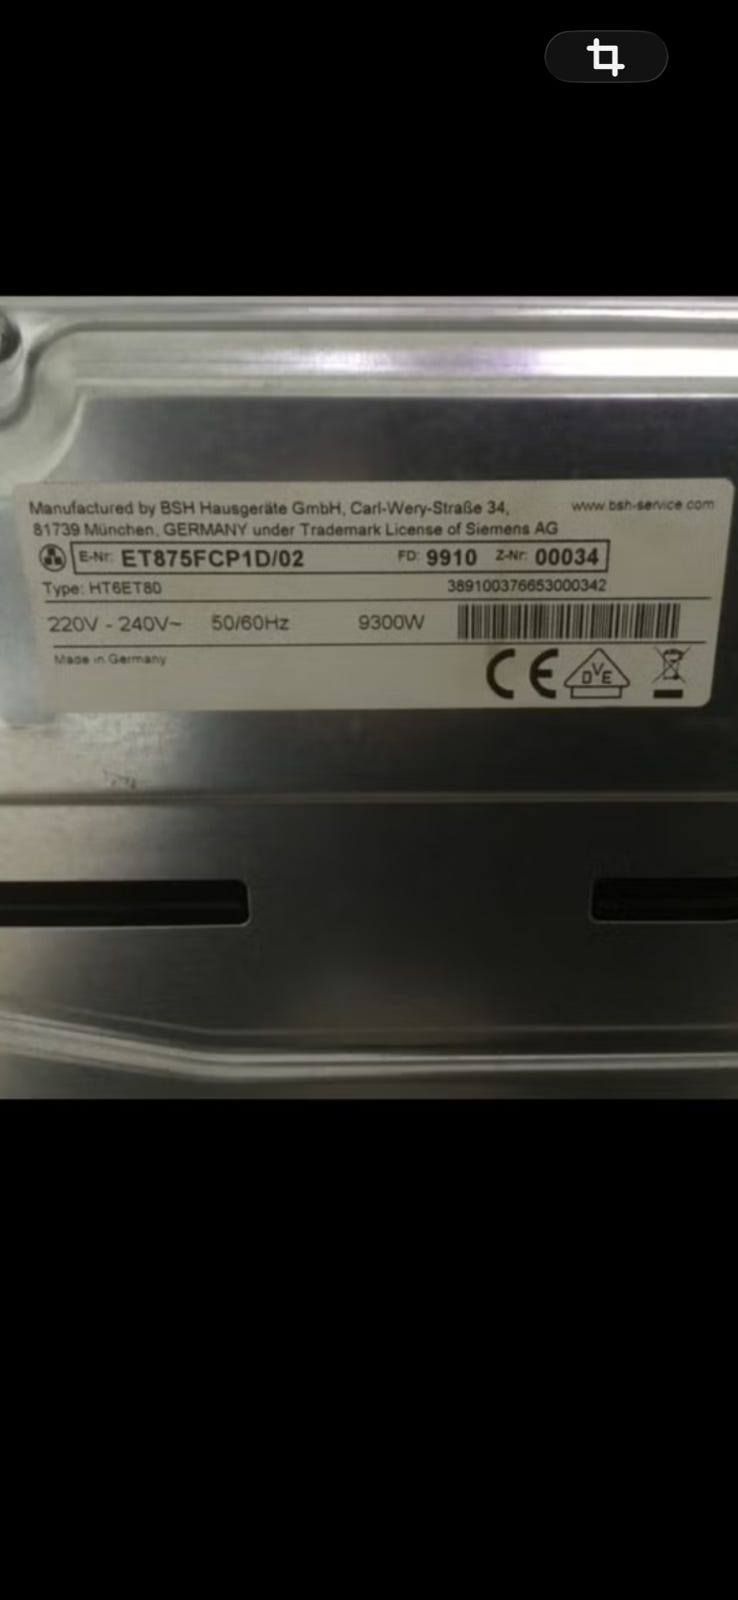 Manufactured by BSH Hausgeräte GmbH, Carl-Wery-Straße 34, www.bsh-service.com
81739 München, GERMANY under Trademark License of Siemens AG
E-Nr: ET875FCP1D/02 FD: 9910 Z-Nr: 00034
Type: HT6ET80 389100376653000342
220V - 240V~ 50/60Hz 9300W
Made in Germany
CE DVE